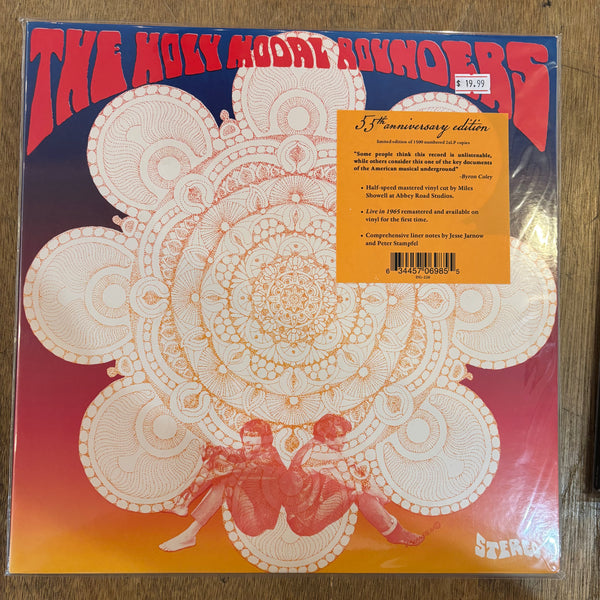 THE HOLY MODAL ROUNDERS
$ 19.99
55th anniversary edition
limited edition of 1500 numbered 2xLP copies
"Some people think this record is unlistenable,
while others consider this one of the key documents
of the American musical underground"
-Byron Coley
• Half-speed mastered vinyl cut by Miles
Showell at Abbey Road Studios.
• Live in 1965 remastered and available on
vinyl for the first time.
• Comprehensive liner notes by Jesse Jarnow
and Peter Stampfel
6 34457 06985 5
STEREO